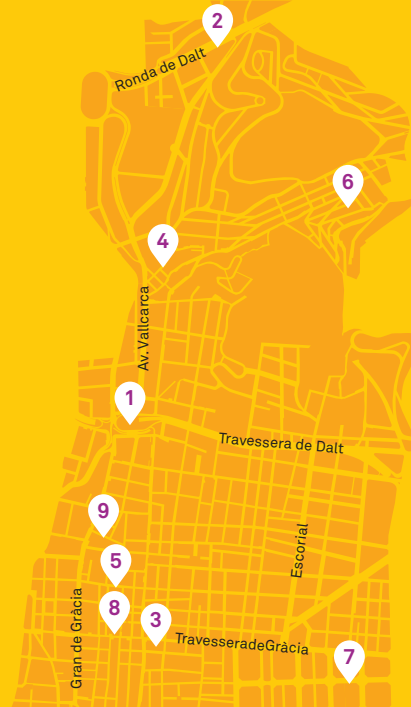 2
Ronda de Dalt
6
4
Av. Vallcarca
1
Travessera de Dalt
9
Escorial
5
8
3
Gran de Gràcia
TravesseradeGràcia
7